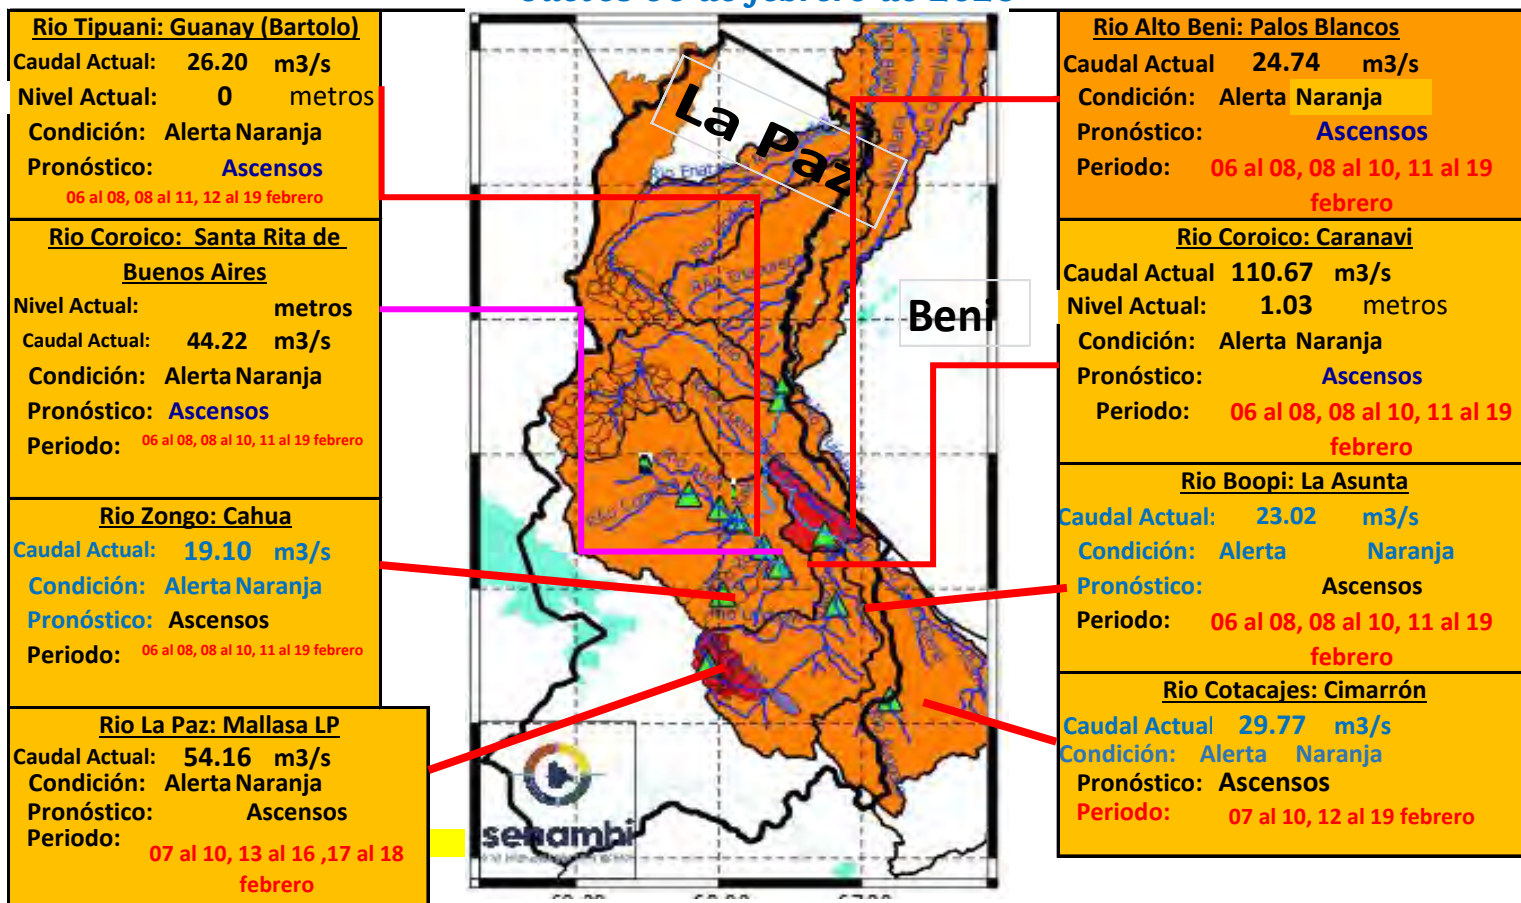 Rio Tipuani: Guanay (Bartolo)
Caudal Actual: 26.20 m3/s
Nivel Actual: 0 metros
Condición: Alerta Naranja
Pronóstico: Ascensos
06 al 08, 08 al 11, 12 al 19 febrero
Rio Coroico: Santa Rita de
Buenos Aires
Nivel Actual: metros
Caudal Actual: 44.22 m3/s
Condición: Alerta Naranja
Pronóstico: Ascensos
Periodo: 06 al 08, 08 al 10, 11 al 19 febrero
Rio Zongo: Cahua
Caudal Actual: 19.10 m3/s
Condición: Alerta Naranja
Pronóstico: Ascensos
Periodo: 06 al 08, 08 al 10, 11 al 19 febrero
Rio La Paz: Mallasa LP
Caudal Actual: 54.16 m3/s
Condición: Alerta Naranja
Pronóstico: Ascensos
Periodo:
07 al 10, 13 al 16 ,17 al 18
febrero
La Paz
Beni
senamhi
Rio Alto Beni: Palos Blancos
Caudal Actual 24.74 m3/s
Condición: Alerta Naranja
Pronóstico: Ascensos
Periodo: 06 al 08, 08 al 10, 11 al 19
febrero
Rio Coroico: Caranavi
Caudal Actual 110.67 m3/s
Nivel Actual: 1.03 metros
Condición: Alerta Naranja
Pronóstico: Ascensos
Periodo: 06 al 08, 08 al 10, 11 al 19
febrero
Rio Boopi: La Asunta
Caudal Actual: 23.02 m3/s
Condición: Alerta Naranja
Pronóstico: Ascensos
Periodo: 06 al 08, 08 al 10, 11 al 19
febrero
Rio Cotacajes: Cimarrón
Caudal Actual 29.77 m3/s
Condición: Alerta Naranja
Pronóstico: Ascensos
Periodo: 07 al 10, 12 al 19 febrero